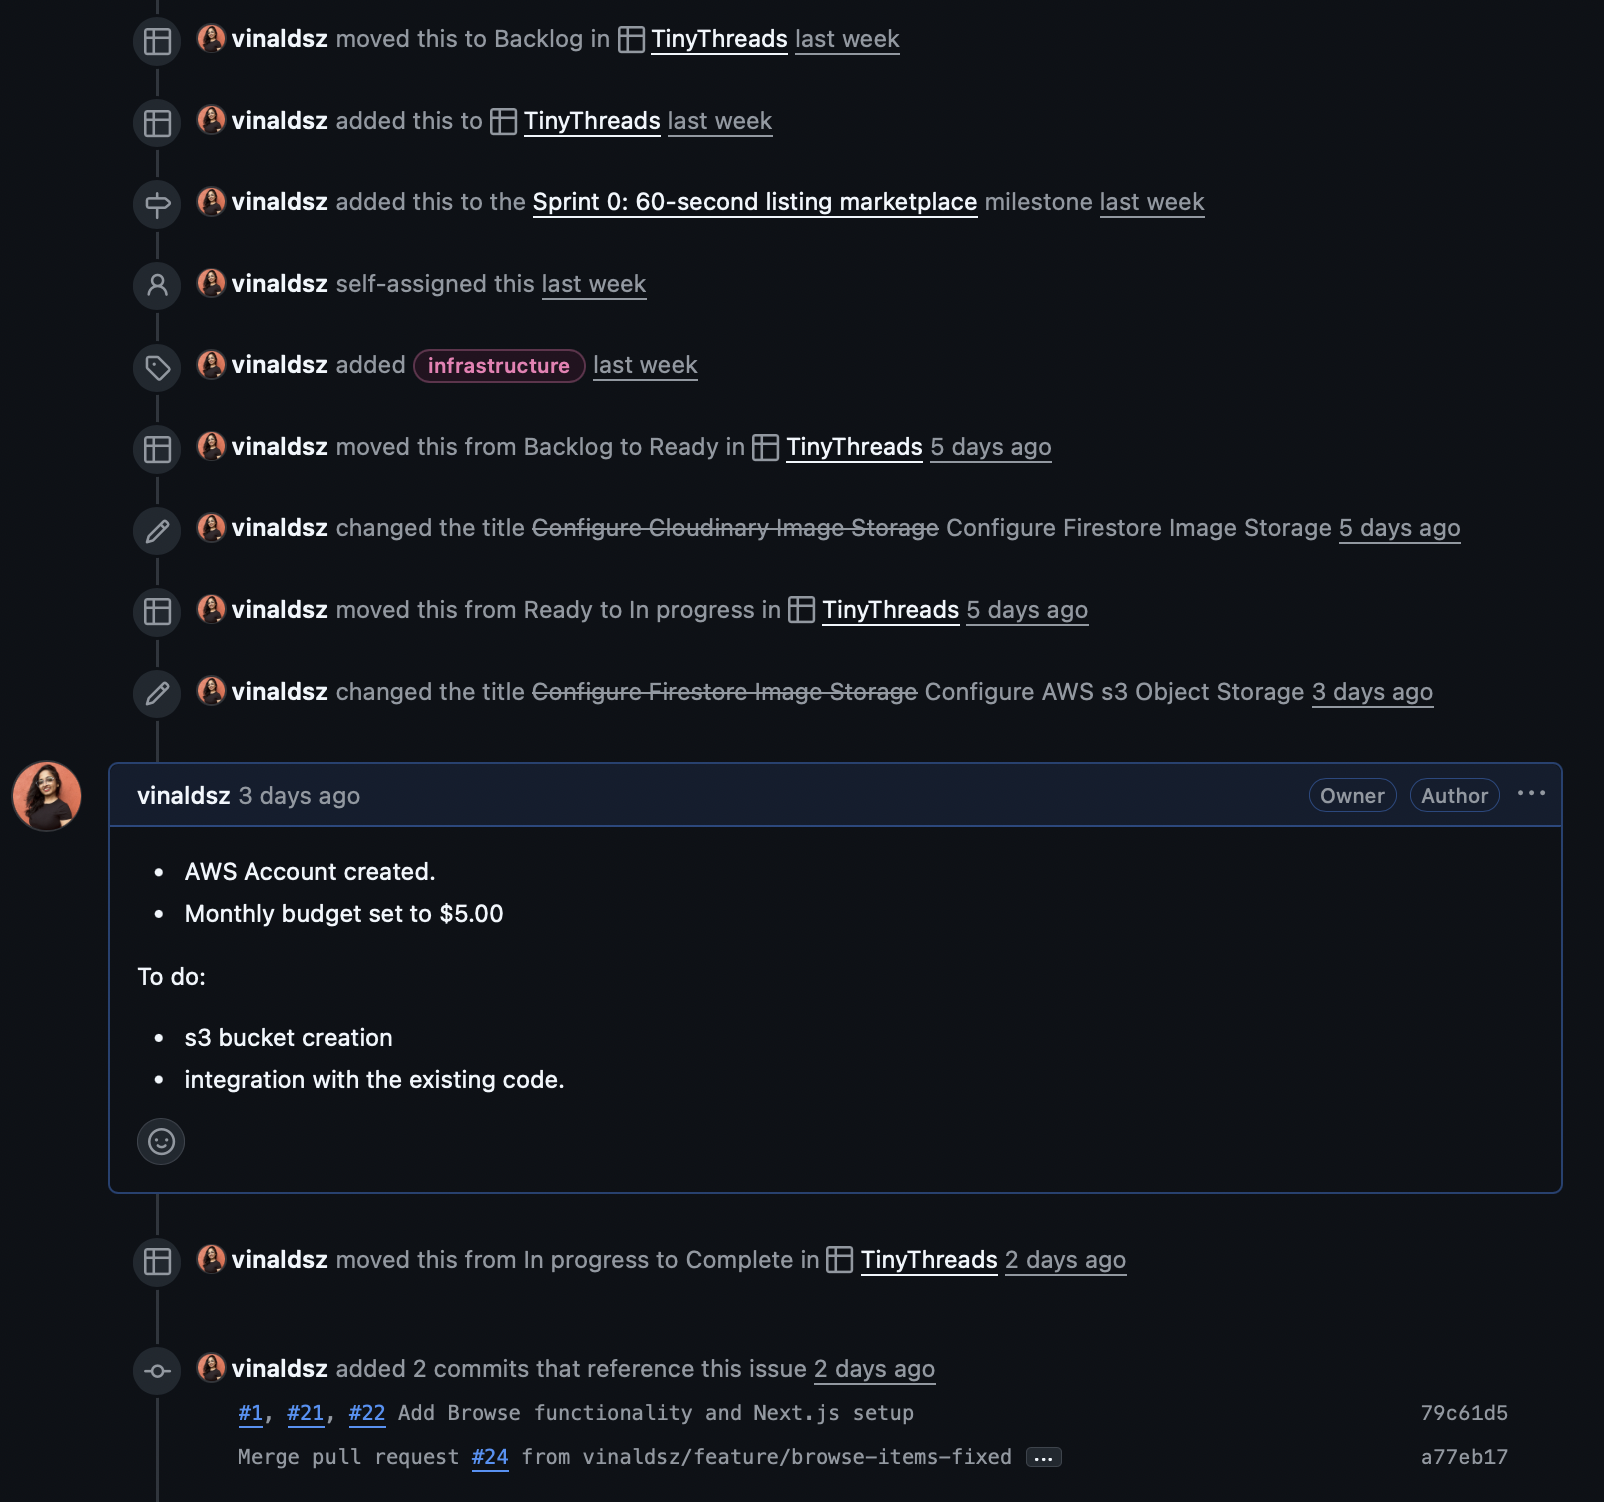 vinaldsz moved this to Backlog in TinyThreads last week
vinaldsz added this to TinyThreads last week
vinaldsz added this to the Sprint 0: 60-second listing marketplace milestone last week
vinaldsz self-assigned this last week
vinaldsz added infrastructure last week
vinaldsz moved this from Backlog to Ready in TinyThreads 5 days ago
vinaldsz changed the title Configure Cloudinary Image Storage Configure Firestore Image Storage 5 days ago
vinaldsz moved this from Ready to In progress in TinyThreads 5 days ago
vinaldsz changed the title Configure Firestore Image Storage Configure AWS s3 Object Storage 3 days ago
vinaldsz 3 days ago Owner Author ...
• AWS Account created.
• Monthly budget set to $5.00
To do:
• s3 bucket creation
• integration with the existing code.
vinaldsz moved this from In progress to Complete in TinyThreads 2 days ago
vinaldsz added 2 commits that reference this issue 2 days ago
#1, #21, #22 Add Browse functionality and Next.js setup 79c61d5
Merge pull request #24 from vinaldsz/feature/browse-items-fixed ... a77eb17